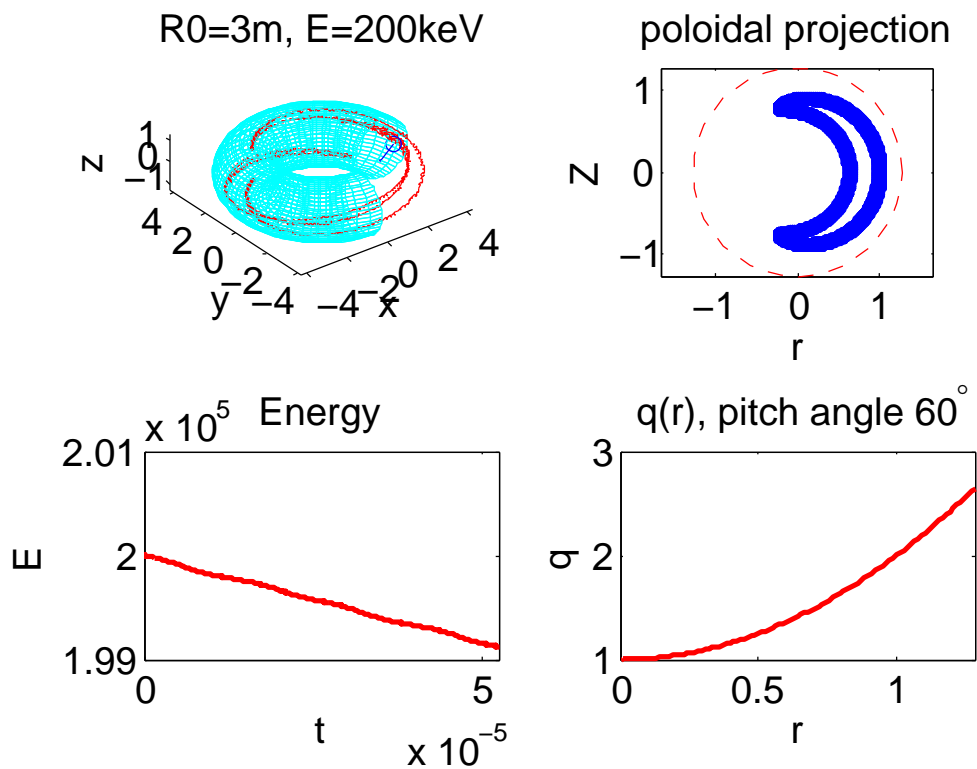 R0=3m, E=200keV
poloidal projection
1
0
−1
z
4
2
0
−2
−4
y
−4
−2
0
2
4
x
1
0
−1
Z
−1
0
1
r
x 10^5
Energy
2.01
2
1.99
E
0
5
t
x 10^−5
q(r), pitch angle 60°
3
2
1
q
0
0.5
1
r